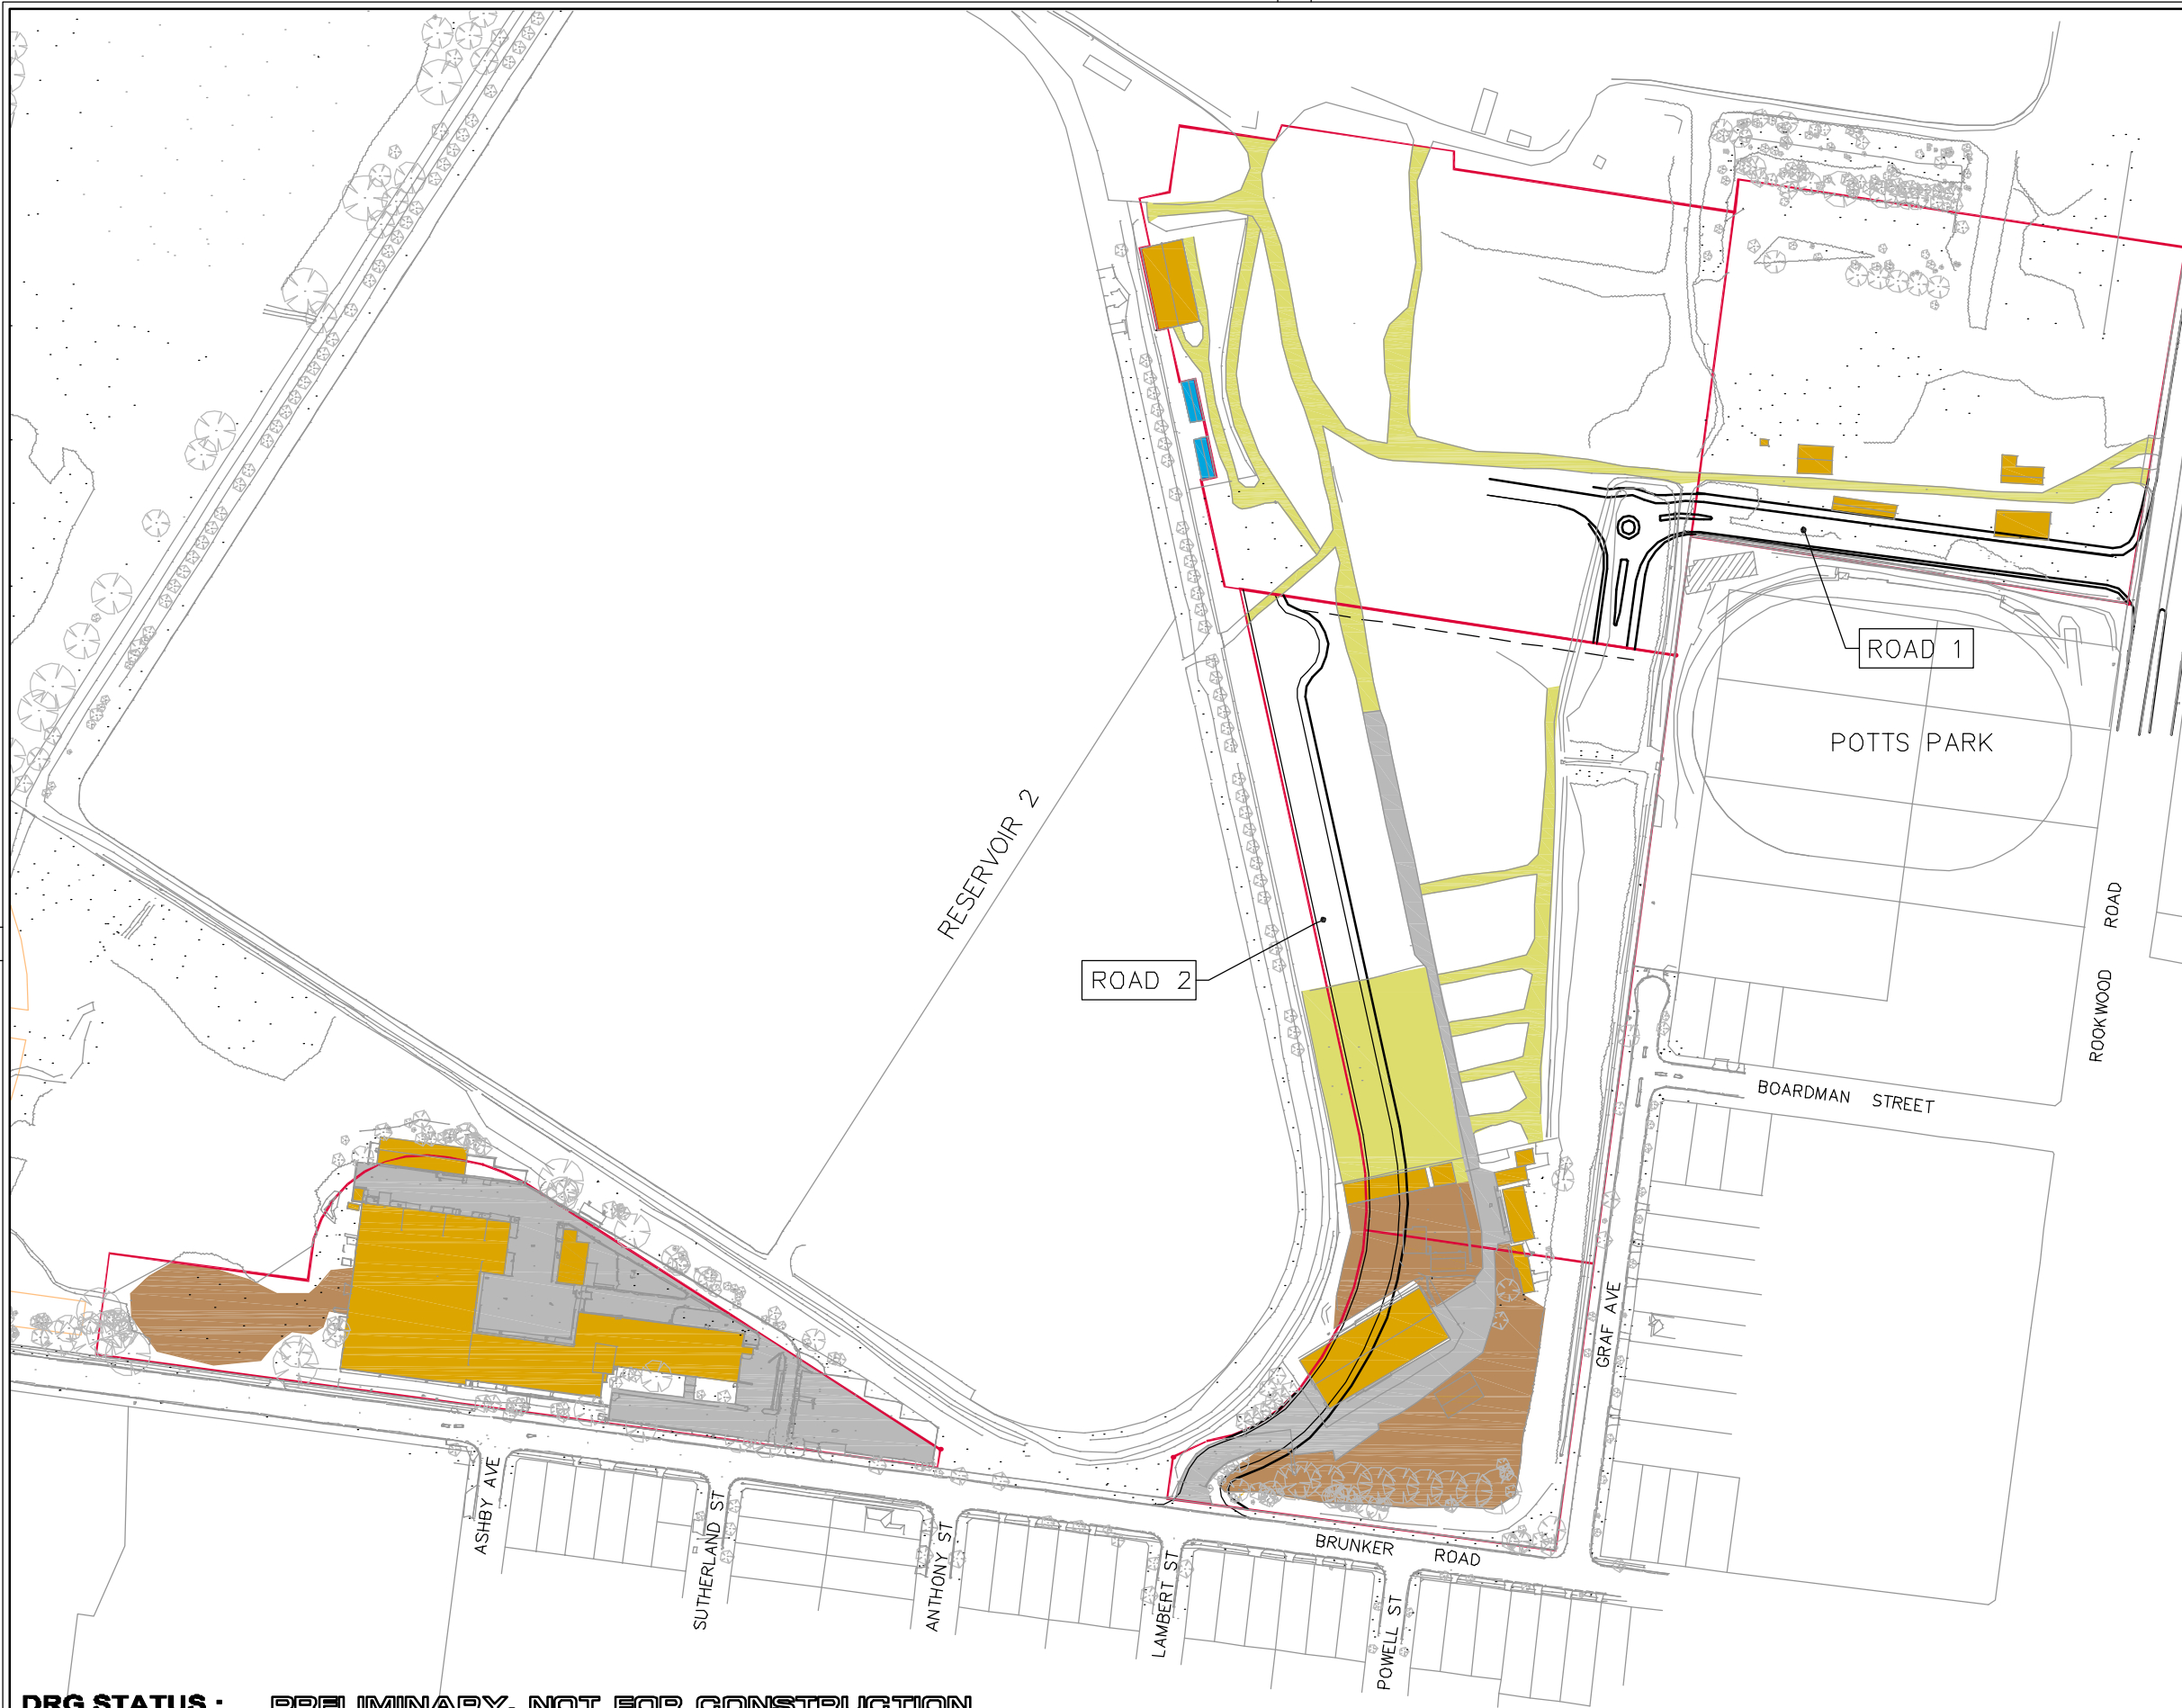 ROAD 1
POTTS PARK
RESERVOIR 2
ROAD 2
ROOKWOOD ROAD
BOARDMAN STREET
GRAF AVE
BRUNKER ROAD
ASHBY AVE
SUTHERLAND ST
ANTHONY ST
LAMBERT ST
POWELL ST
DRG STATUS : PRELIMINARY, NOT FOR CONSTRUCTION